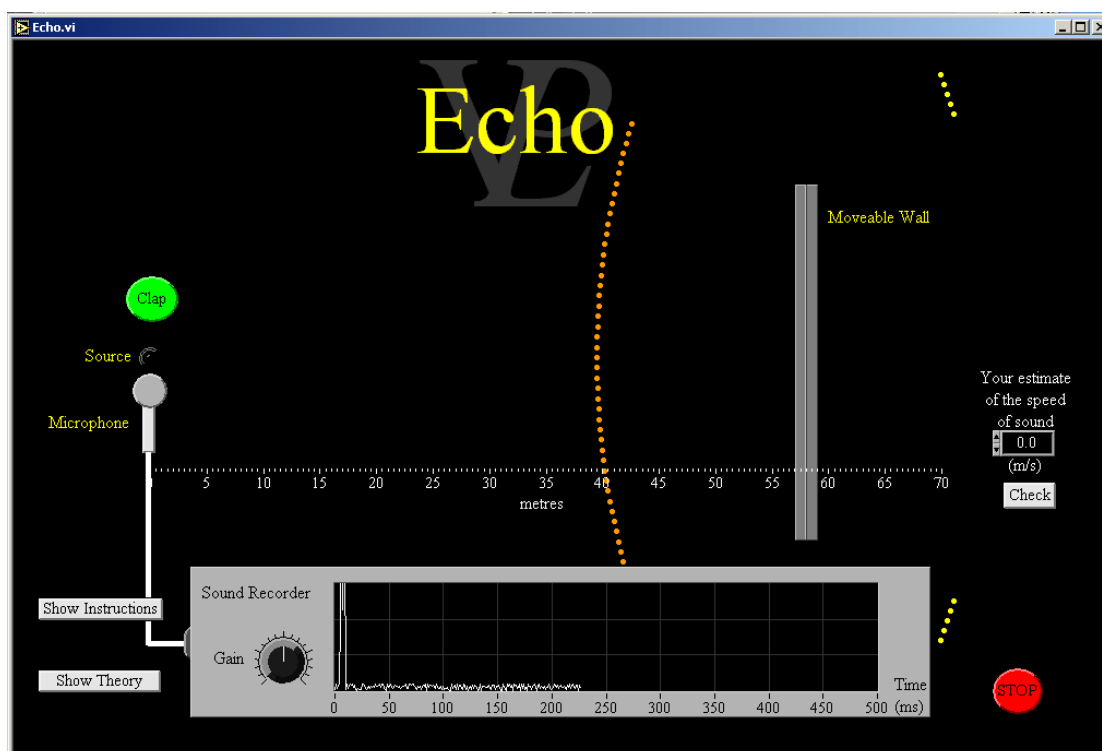 Echo.vi
VPL
Echo
Moveable Wall
Clap
Source
Microphone
Your estimate
of the speed
of sound
0.0
(m/s)
Check
5 10 15 20 25 30 35 40 45 50 55 60 65 70
metres
Show Instructions
Sound Recorder
Gain
Show Theory
0 50 100 150 200 250 300 350 400 450 500
Time
(ms)
STOP